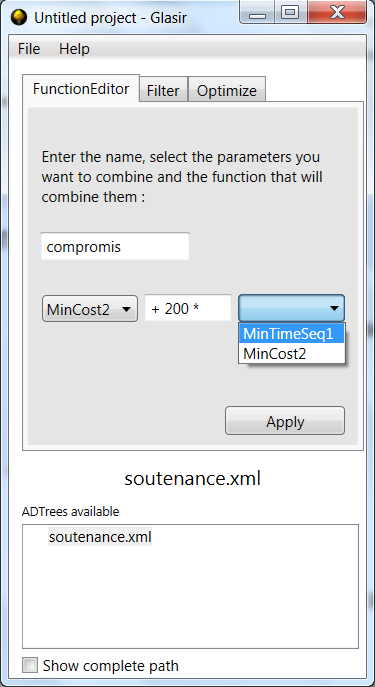 Untitled project - Glasir
File Help
FunctionEditor Filter Optimize
Enter the name, select the parameters you
want to combine and the function that will
combine them :
compromis
MinCost2 + 200 *
MinTimeSeq1
MinCost2
Apply
soutenance.xml
ADTrees available
soutenance.xml
Show complete path